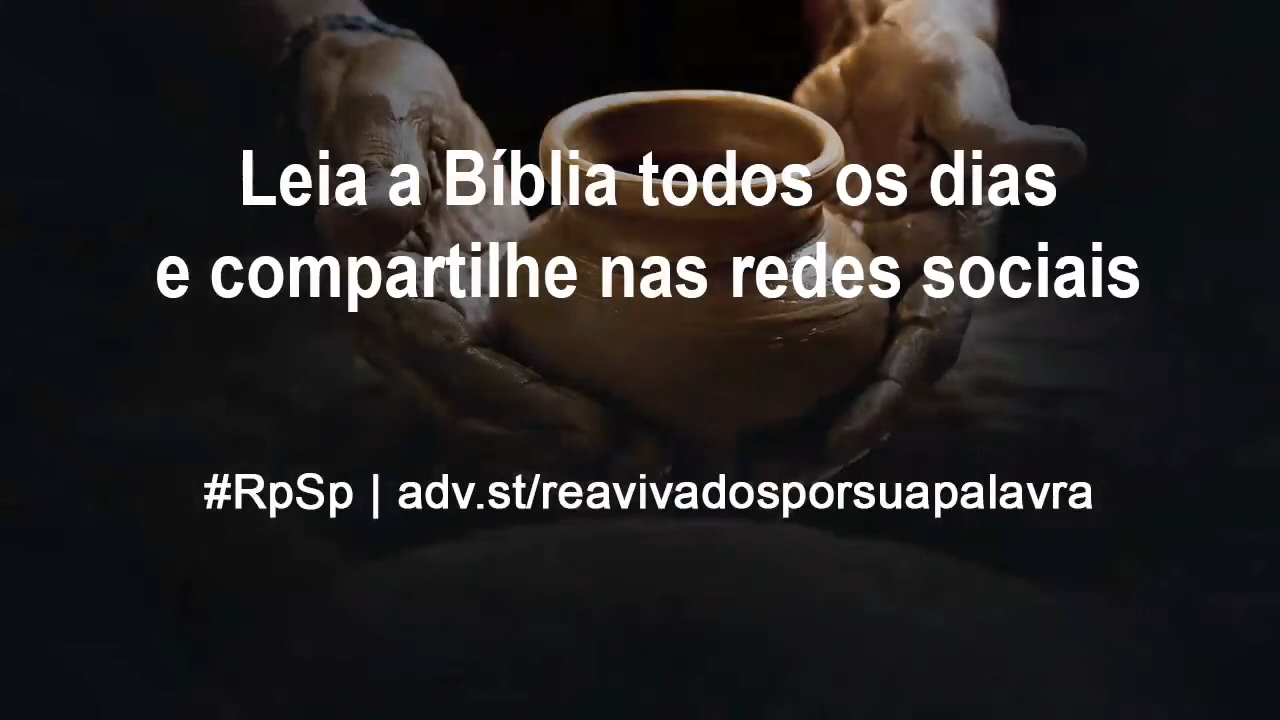 Leia a Bíblia todos os dias
e compartilhe nas redes sociais
#RpSp | adv.st/reavivadosporsuapalavra